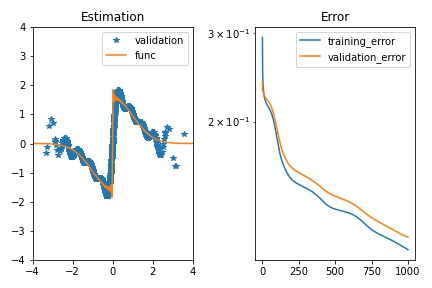 Estimation
4
3
2
1
0
−1
−2
−3
−4
−4
−2
0
2
4
validation
func
Error
3 × 10⁻¹
2 × 10⁻¹
0
250
500
750
1000
training_error
validation_error